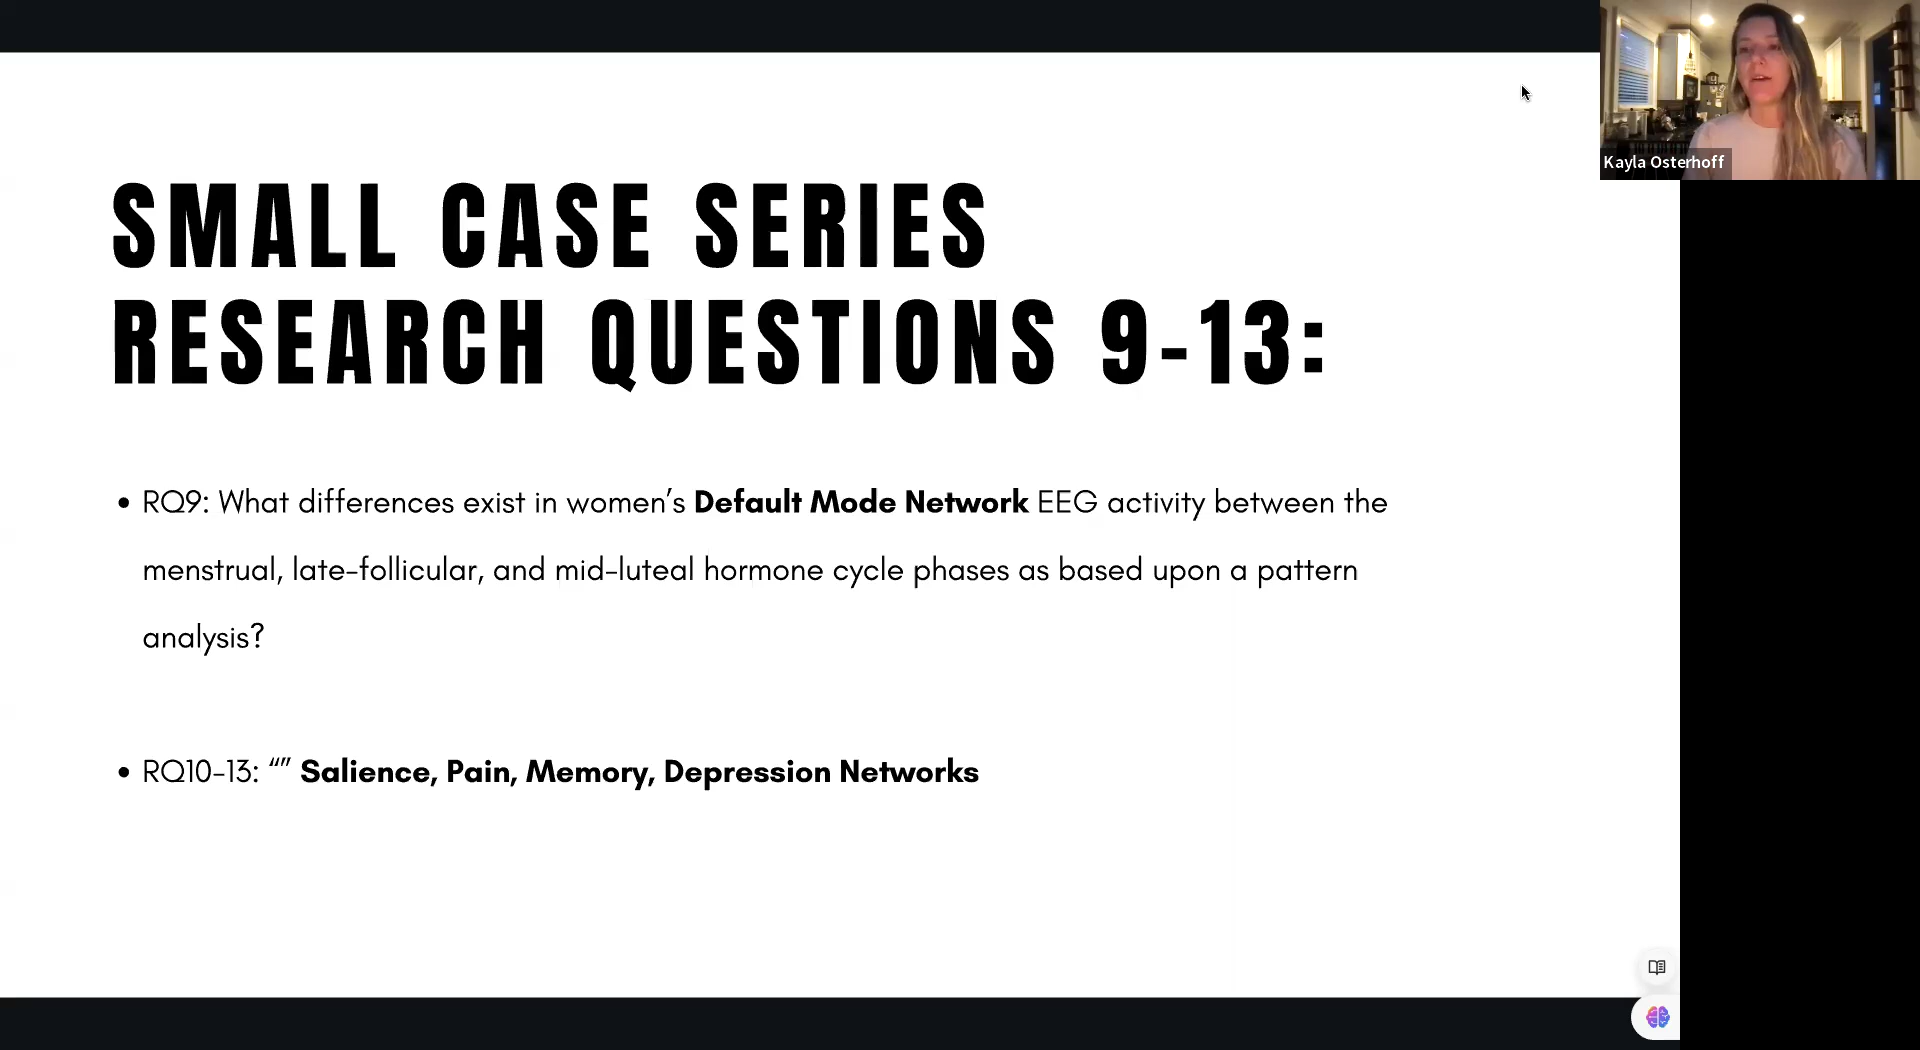 Kayla Osterhoff
SMALL CASE SERIES
RESEARCH QUESTIONS 9-13:
• RQ9: What differences exist in women’s Default Mode Network EEG activity between the
menstrual, late-follicular, and mid-luteal hormone cycle phases as based upon a pattern
analysis?
• RQ10-13: “” Salience, Pain, Memory, Depression Networks